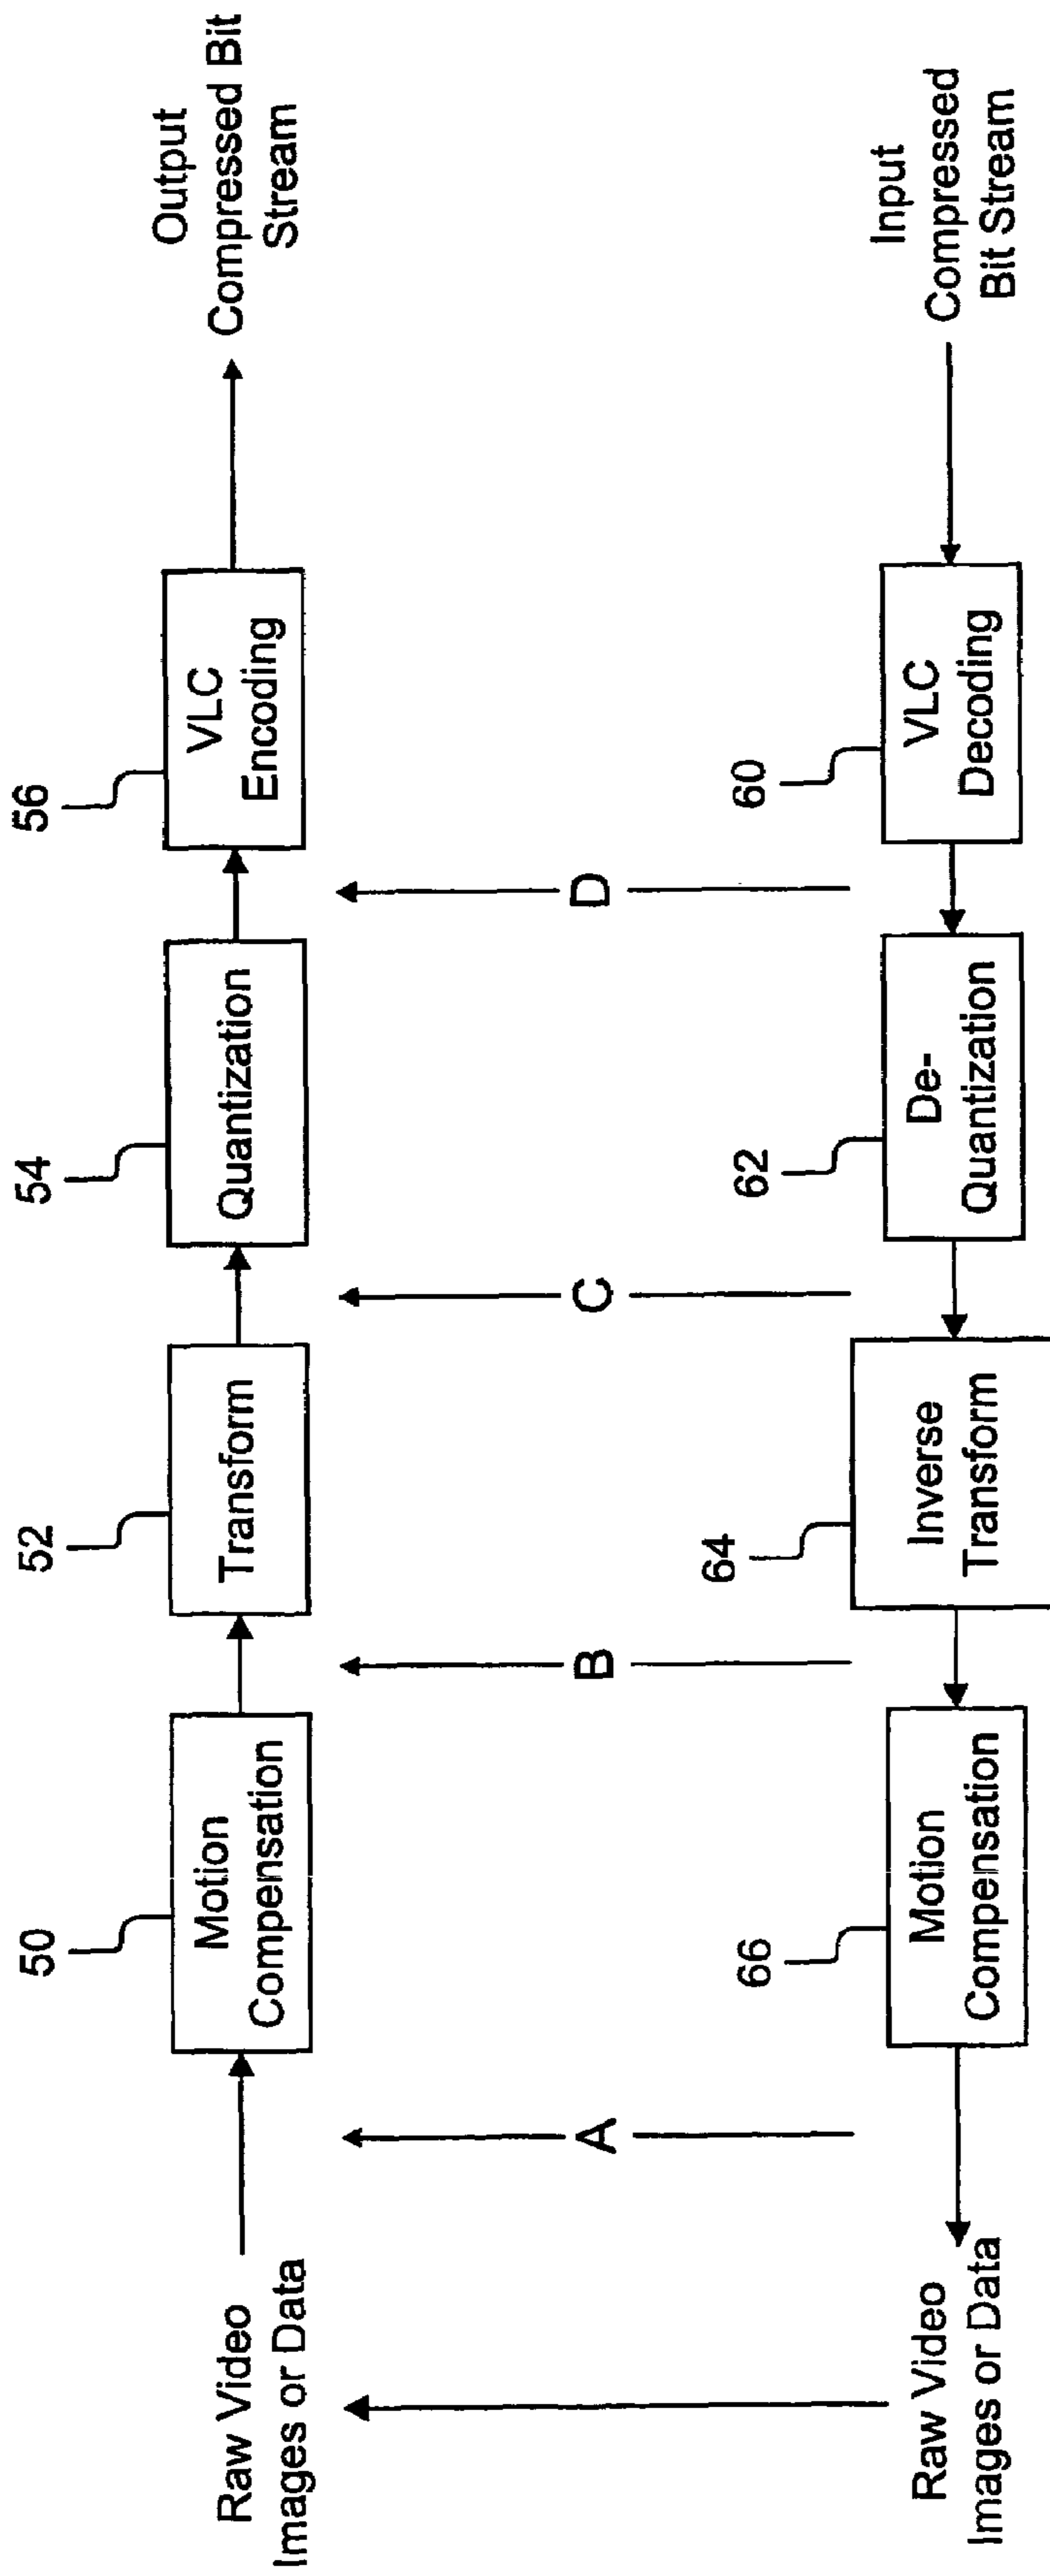 50
52
54
56
Raw Video
Images or Data
Motion
Compensation
Transform
Quantization
VLC
Encoding
Output
Compressed Bit
Stream
A
B
C
D
66
64
62
60
Raw Video
Images or Data
Motion
Compensation
Inverse
Transform
De-
Quantization
VLC
Decoding
Input
Compressed
Bit Stream